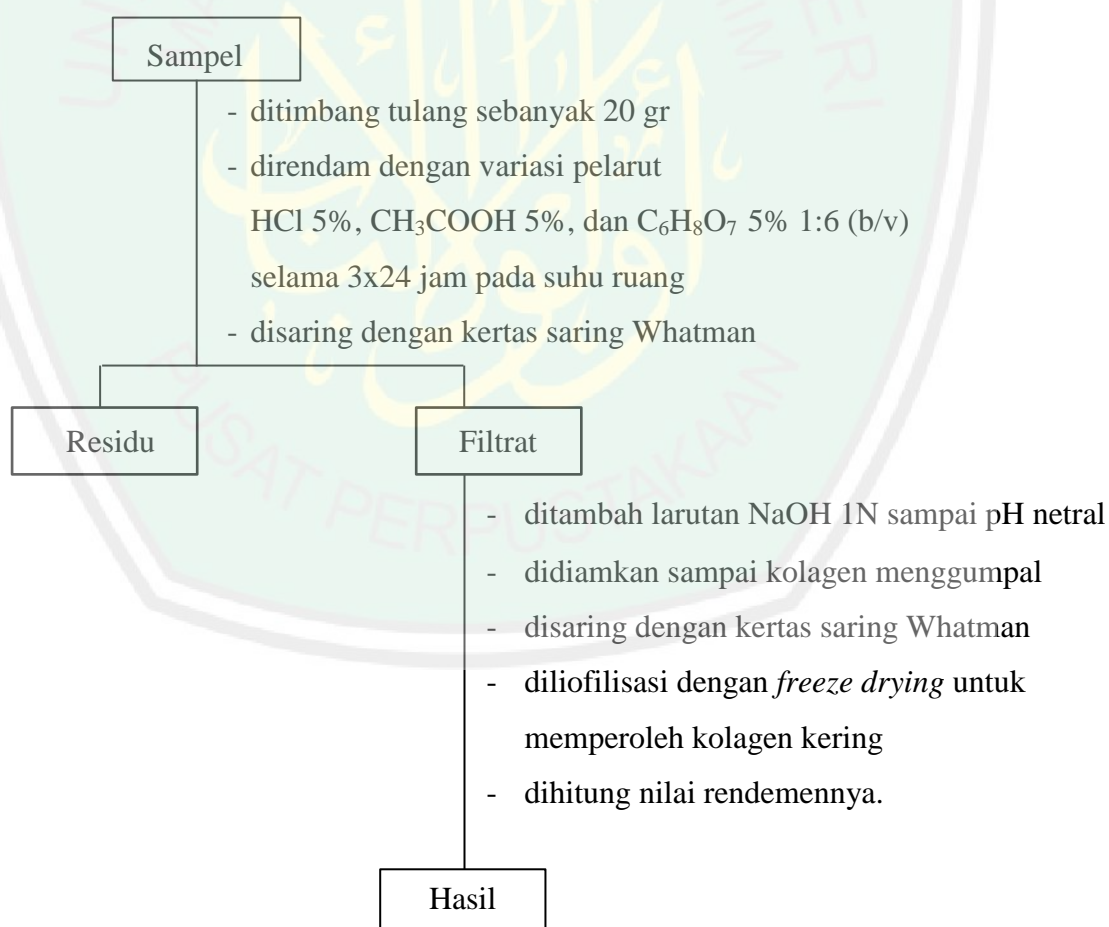 Sampel
- ditimbang tulang sebanyak 20 gr
- direndam dengan variasi pelarut
HCl 5%, CH₃COOH 5%, dan C₆H₈O₇ 5% 1:6 (b/v)
selama 3x24 jam pada suhu ruang
- disaring dengan kertas saring Whatman
Residu
Filtrat
- ditambah larutan NaOH 1N sampai pH netral
- didiamkan sampai kolagen menggumpal
- disaring dengan kertas saring Whatman
- diliofilisasi dengan freeze drying untuk
memperoleh kolagen kering
- dihitung nilai rendemennya.
Hasil
PUSAT PERPUSTAKAAN